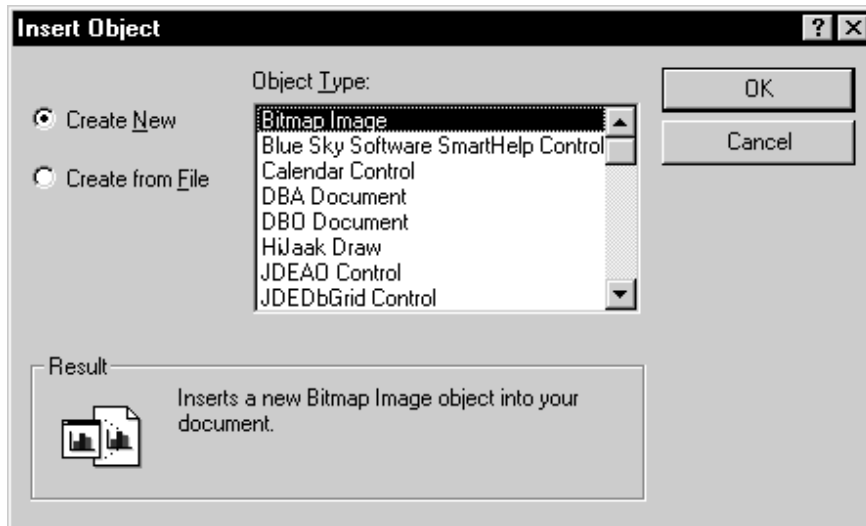 Insert Object
Object Type:
Create New
Create from File
Bitmap Image
Blue Sky Software SmartHelp Control
Calendar Control
DBA Document
DBO Document
HiJaak Draw
JDEAO Control
JDEDbGrid Control
OK
Cancel
Result
Inserts a new Bitmap Image object into your
document.